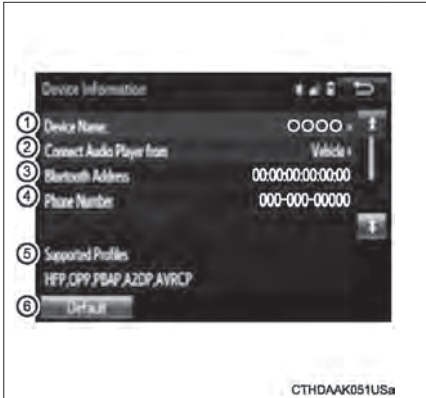 Device Information
① Device Name: OOOO
② Connect Audio Player from Vehicle
③ Bluetooth Address 00:00:00:00:00:00
④ Phone Number 000-000-00000
⑤ Supported Profiles
HFP,OPP,PBAP,A2DP,AVRCP
⑥ Default
CTHDAAK051USa